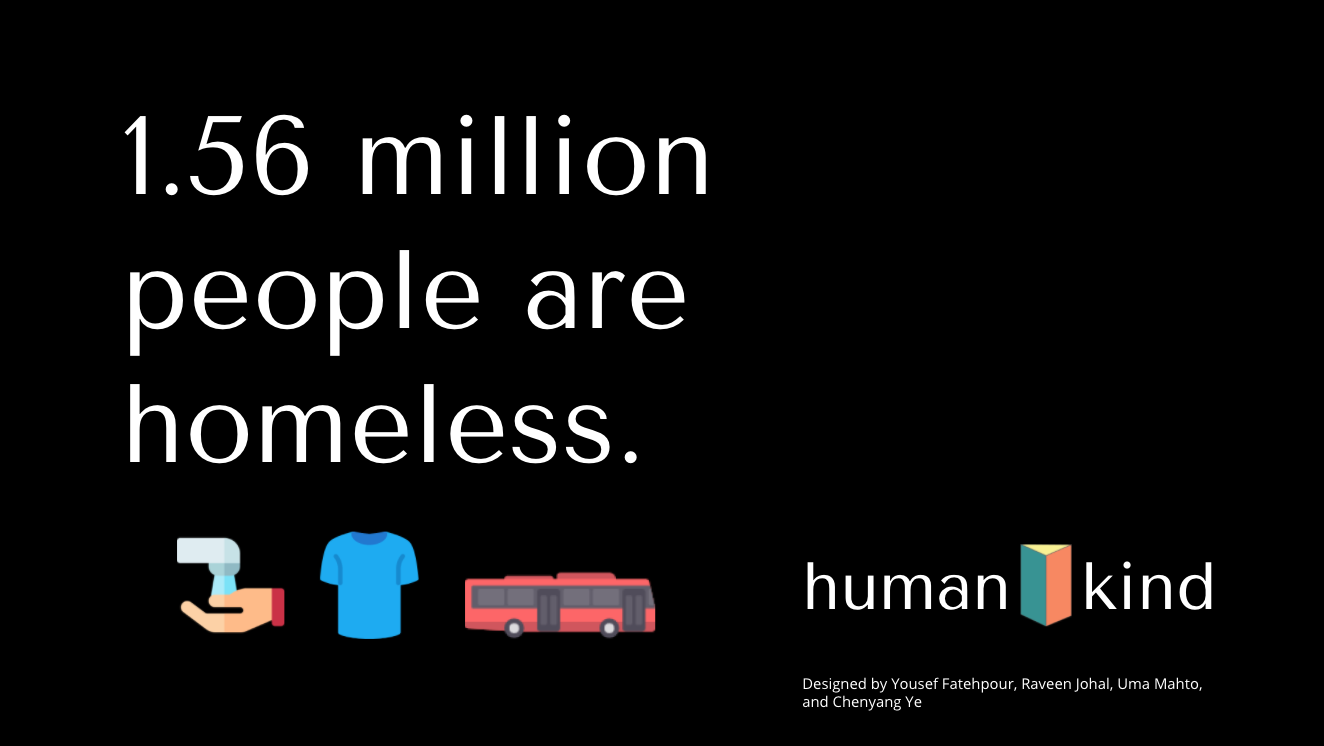 1.56 million
people are
homeless.
human kind
Designed by Yousef Fatehpour, Raveen Johal, Uma Mahto,
and Chenyang Ye